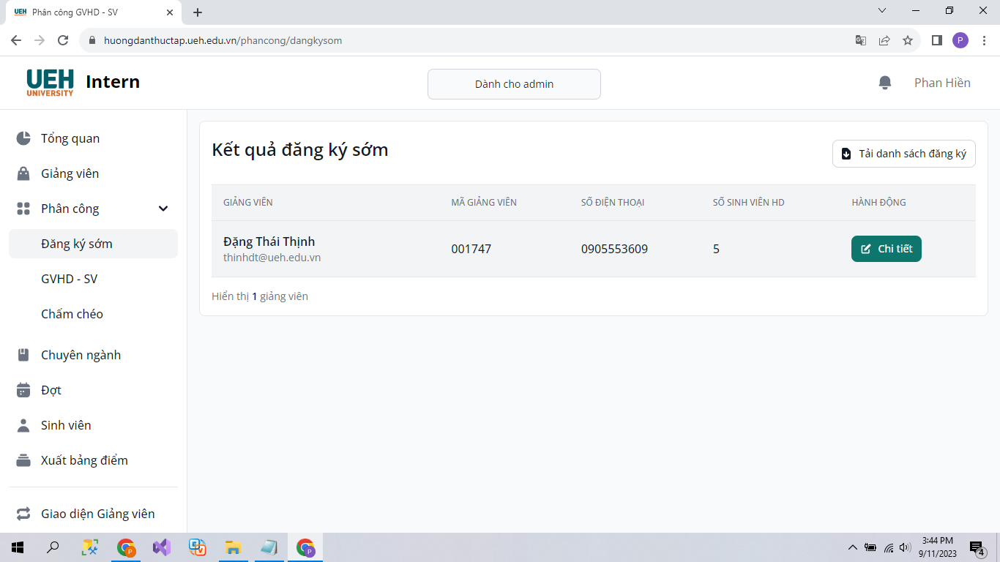 UEH Phân công GVHD - SV
huongdanthuctap.ueh.edu.vn/phancong/dangkysom
P
UEH
UNIVERSITY
Intern
Dành cho admin
Phan Hiền
Tổng quan
Giảng viên
Phân công
Đăng ký sớm
GVHD - SV
Chấm chéo
Chuyên ngành
Đợt
Sinh viên
Xuất bảng điểm
Giao diện Giảng viên
Kết quả đăng ký sớm
Tải danh sách đăng ký
GIẢNG VIÊN MÃ GIẢNG VIÊN SỐ ĐIỆN THOẠI SỐ SINH VIÊN HD HÀNH ĐỘNG
Đặng Thái Thịnh
thinhdt@ueh.edu.vn
001747 0905553609 5 Chi tiết
Hiển thị 1 giảng viên
P
E
V
P
3:44 PM
9/11/2023
4